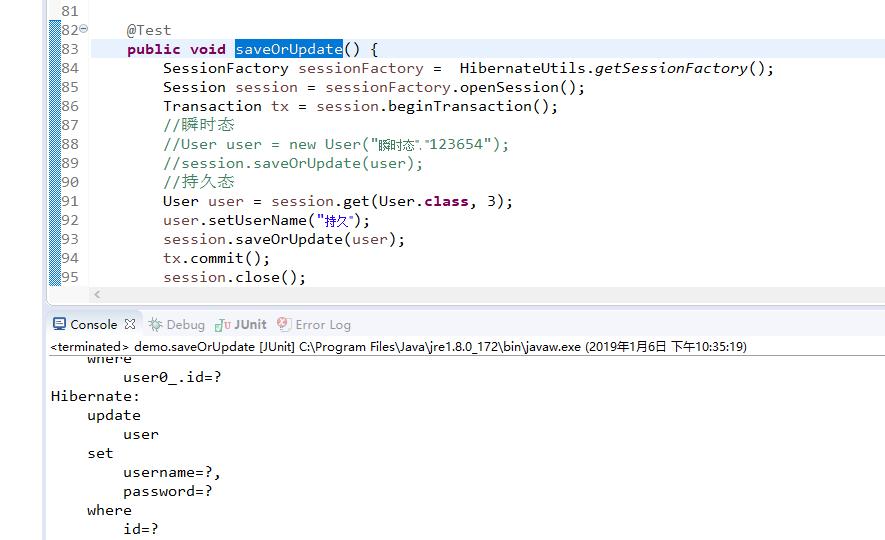 81
82 @Test
83 public void saveOrUpdate() {
84 SessionFactory sessionFactory =  HibernateUtils.getSessionFactory();
85 Session session = sessionFactory.openSession();
86 Transaction tx = session.beginTransaction();
87 //瞬时态
88 //User user = new User("瞬时态","123654");
89 //session.saveOrUpdate(user);
90 //持久态
91 User user = session.get(User.class, 3);
92 user.setUserName("持久");
93 session.saveOrUpdate(user);
94 tx.commit();
95 session.close();
Console Debug JUnit Error Log
<terminated> demo.saveOrUpdate [JUnit] C:\Program Files\Java\jre1.8.0_172\bin\javaw.exe (2019年1月6日 下午10:35:19)
where
user0_.id=?
Hibernate:
update
user
set
username=?,
password=?
where
id=?